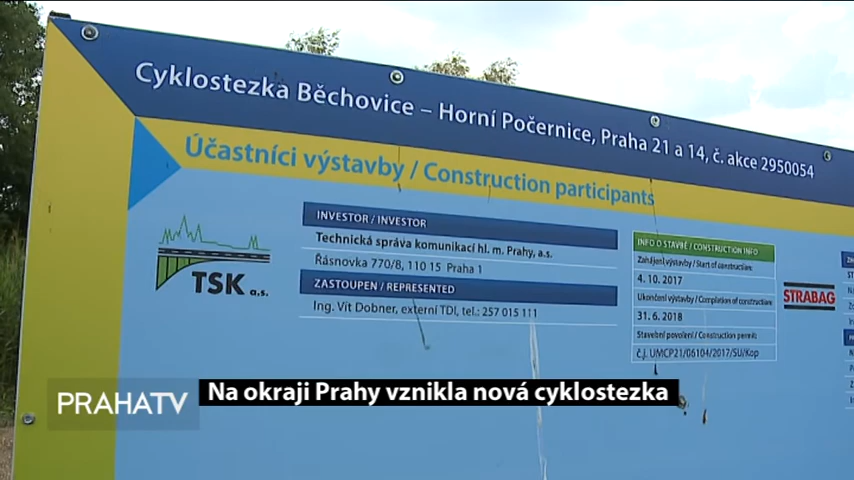 Cyklostezka Běchovice – Horní Počernice, Praha 21 a 14, č. akce 2950054
Účastníci výstavby / Construction participants
TSK a.s.
INVESTOR / INVESTOR
Technická správa komunikací hl. m. Prahy, a.s.
Řásnovka 770/8, 110 15 Praha 1
ZASTOUPEN / REPRESENTED
Ing. Vít Dobner, externí TDI, tel.: 257 015 111
INFO O STAVBĚ / CONSTRUCTION INFO
Zahájení výstavby / Start of construction:
4. 10. 2017
Ukončení výstavby / Completion of construction:
31. 6. 2018
Stavební povolení / Construction permit:
č.j. UMCP21/06104/2017/SU/Kop
STRABAG
PRAHATV
Na okraji Prahy vznikla nová cyklostezka